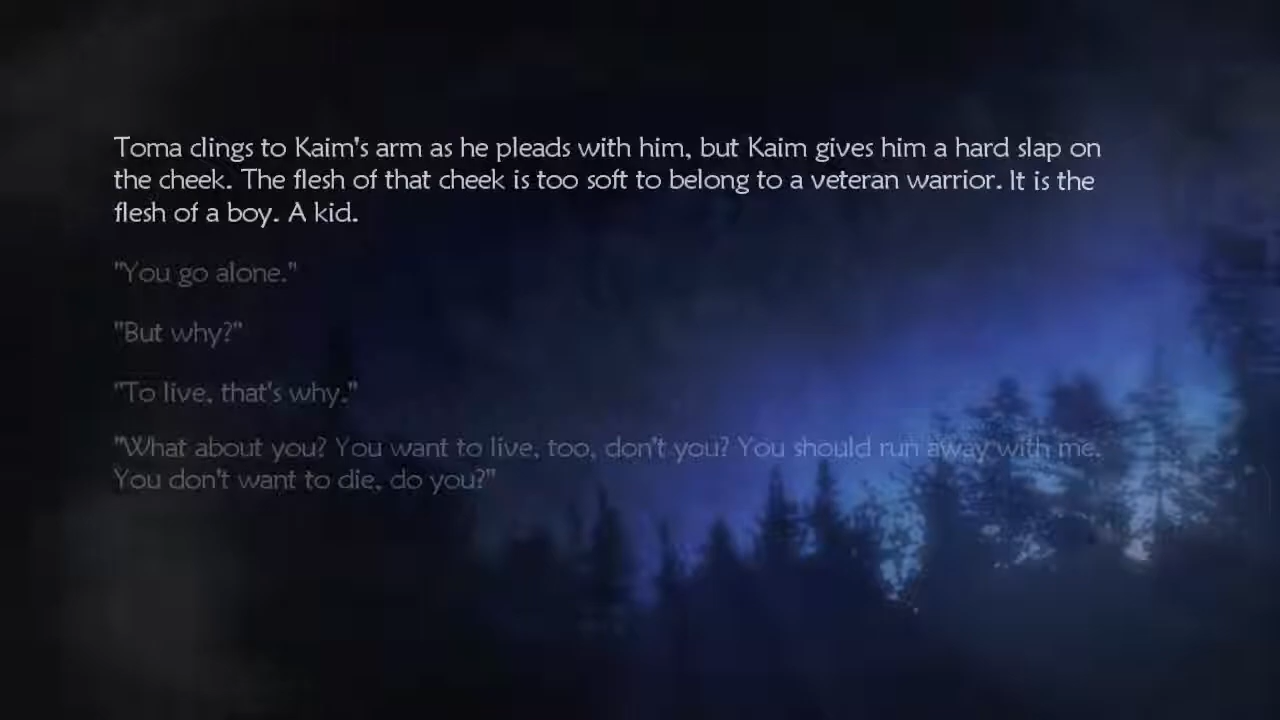 Toma clings to Kaim's arm as he pleads with him, but Kaim gives him a hard slap on
the cheek. The flesh of that cheek is too soft to belong to a veteran warrior. It is the
flesh of a boy. A kid.
"You go alone."
"But why?"
"To live, that's why."
"What about you? You want to live, too, don't you? You should run away with me.
You don't want to die, do you?"